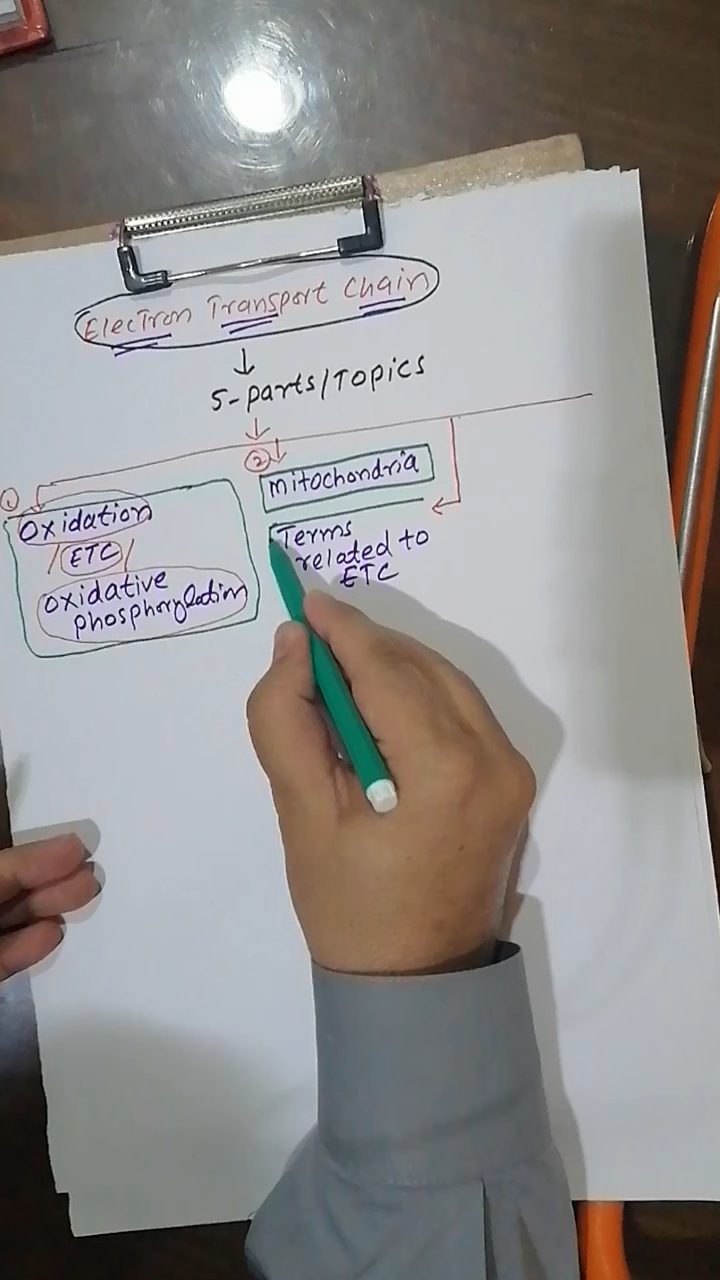 Electron Transport Chain
5-parts/Topics
1
Oxidation
/ETC/
oxidative
phosphorylation
2
Mitochondria
Terms
related to
ETC